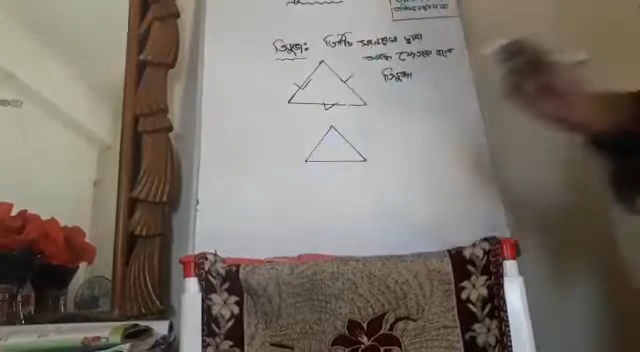 ত্রিভুজ: তিনটি সরলরেখা দ্বারা
আবদ্ধ ক্ষেত্রকে বলে
ত্রিভুজ।